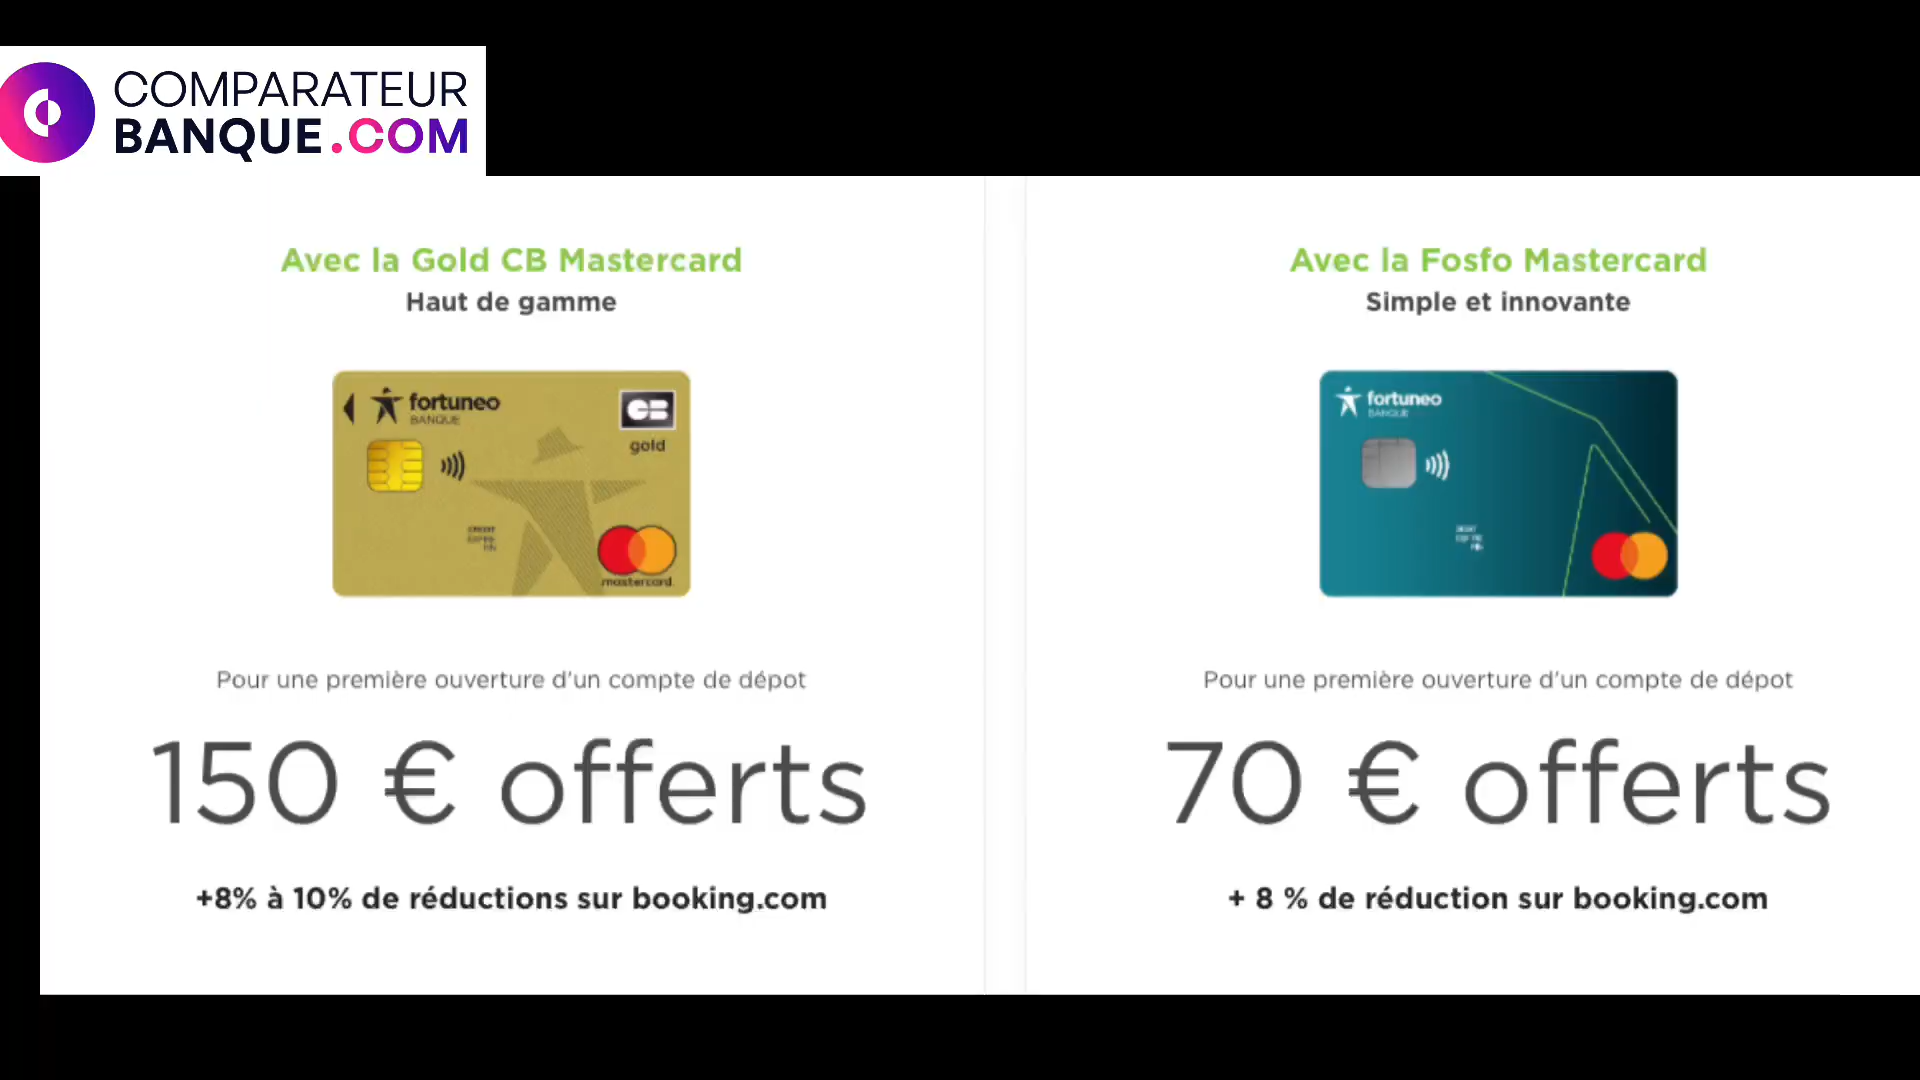 COMPARATEUR
BANQUE.COM
Avec la Gold CB Mastercard
Haut de gamme
fortuneo
BANQUE
CB
gold
mastercard
Pour une première ouverture d'un compte de dépot
150 € offerts
+8% à 10% de réductions sur booking.com
Avec la Fosfo Mastercard
Simple et innovante
fortuneo
BANQUE
Pour une première ouverture d'un compte de dépot
70 € offerts
+ 8 % de réduction sur booking.com